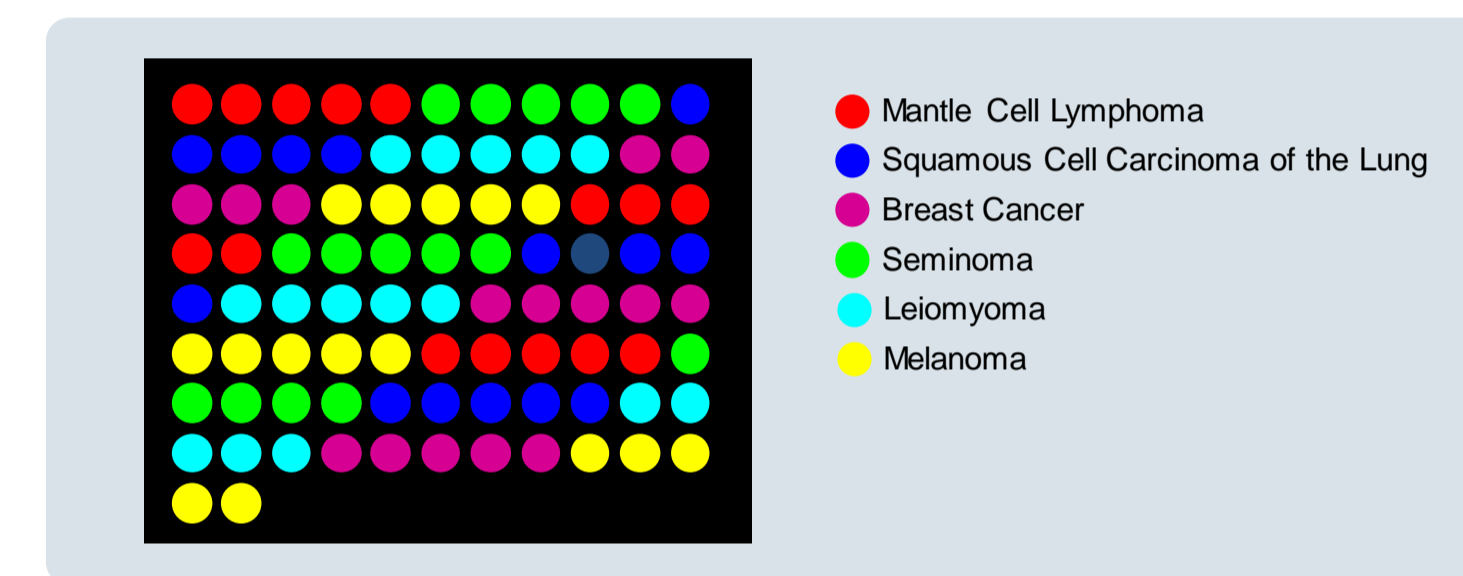 Mantle Cell Lymphoma
Squamous Cell Carcinoma of the Lung
Breast Cancer
Seminoma
Leiomyoma
Melanoma